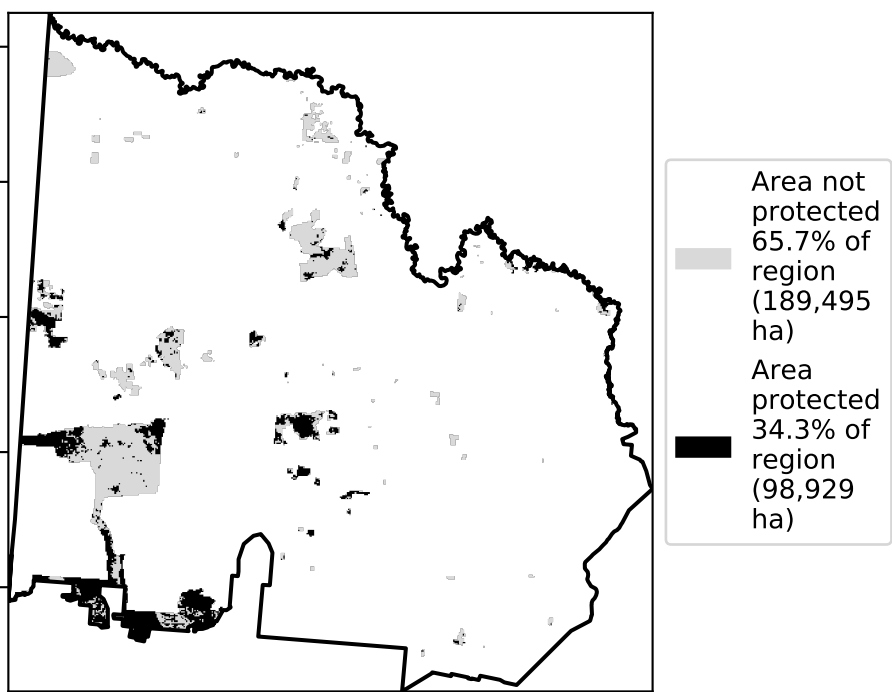 Area not
protected
65.7% of
region
(189,495
ha)
Area
protected
34.3% of
region
(98,929
ha)